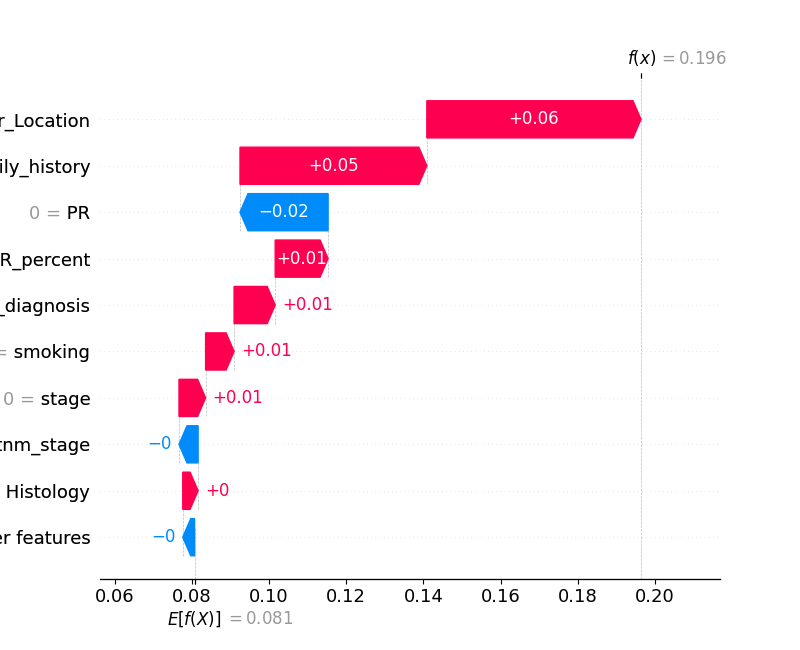 f(x) = 0.196
r_Location +0.06
ily_history +0.05
0 = PR −0.02
R_percent +0.01
_diagnosis +0.01
= smoking +0.01
0 = stage +0.01
tnm_stage −0
Histology +0
er features −0
0.06 0.08 0.10 0.12 0.14 0.16 0.18 0.20
E[f(X)] = 0.081